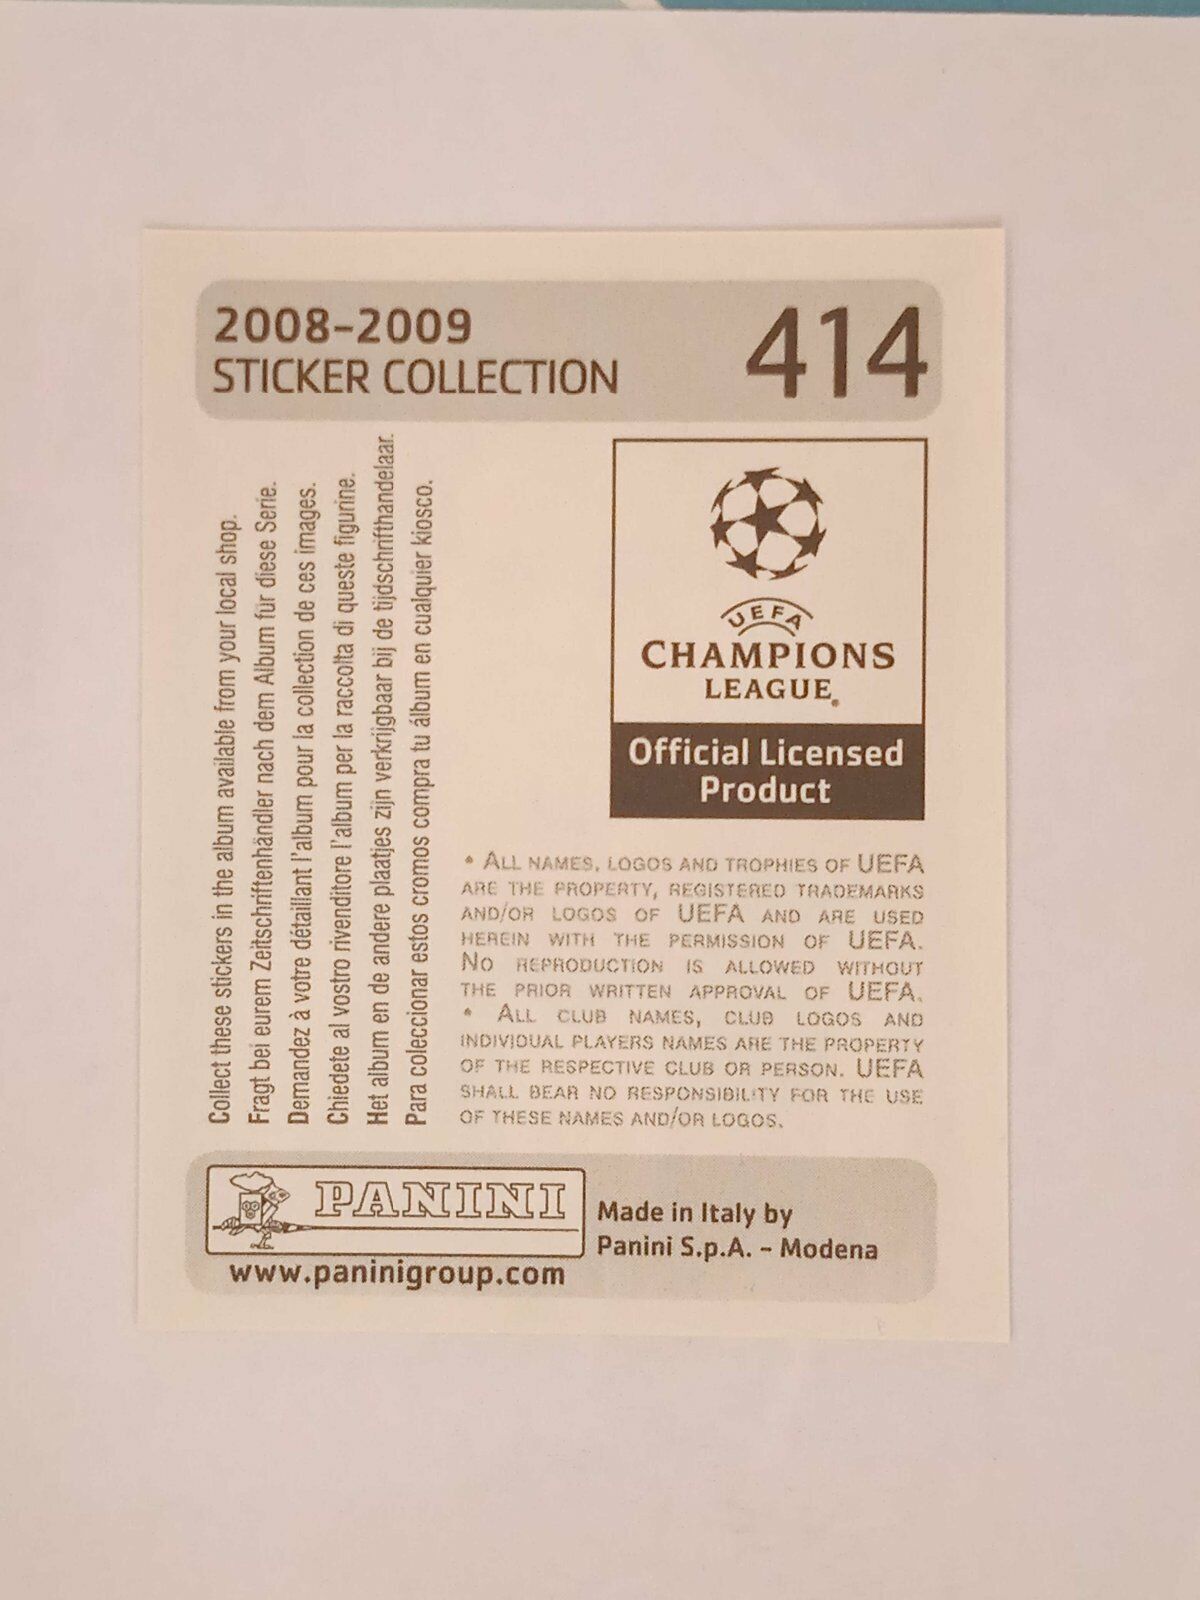 2008-2009
STICKER COLLECTION
414
Collect these stickers in the album available from your local shop.
Fragt bei eurem Zeitschriftenhändler nach dem Album für diese Serie.
Demandez à votre détaillant l'album pour la collection de ces images.
Chiedete al vostro rivenditore l'album per la raccolta di queste figurine.
Het album en de andere plaatjes zijn verkrijgbaar bij de tijdschrifthandelaar.
Para coleccionar estos cromos compra tu álbum en cualquier kiosco.
UEFA
CHAMPIONS
LEAGUE®
Official Licensed
Product
• ALL NAMES, LOGOS AND TROPHIES OF UEFA
ARE THE PROPERTY, REGISTERED TRADEMARKS
AND/OR LOGOS OF UEFA AND ARE USED
HEREIN WITH THE PERMISSION OF UEFA.
NO REPRODUCTION IS ALLOWED WITHOUT
THE PRIOR WRITTEN APPROVAL OF UEFA.
• ALL CLUB NAMES, CLUB LOGOS AND
INDIVIDUAL PLAYERS NAMES ARE THE PROPERTY
OF THE RESPECTIVE CLUB OR PERSON. UEFA
SHALL BEAR NO RESPONSIBILITY FOR THE USE
OF THESE NAMES AND/OR LOGOS.
PANINI
www.paninigroup.com
Made in Italy by
Panini S.p.A. - Modena